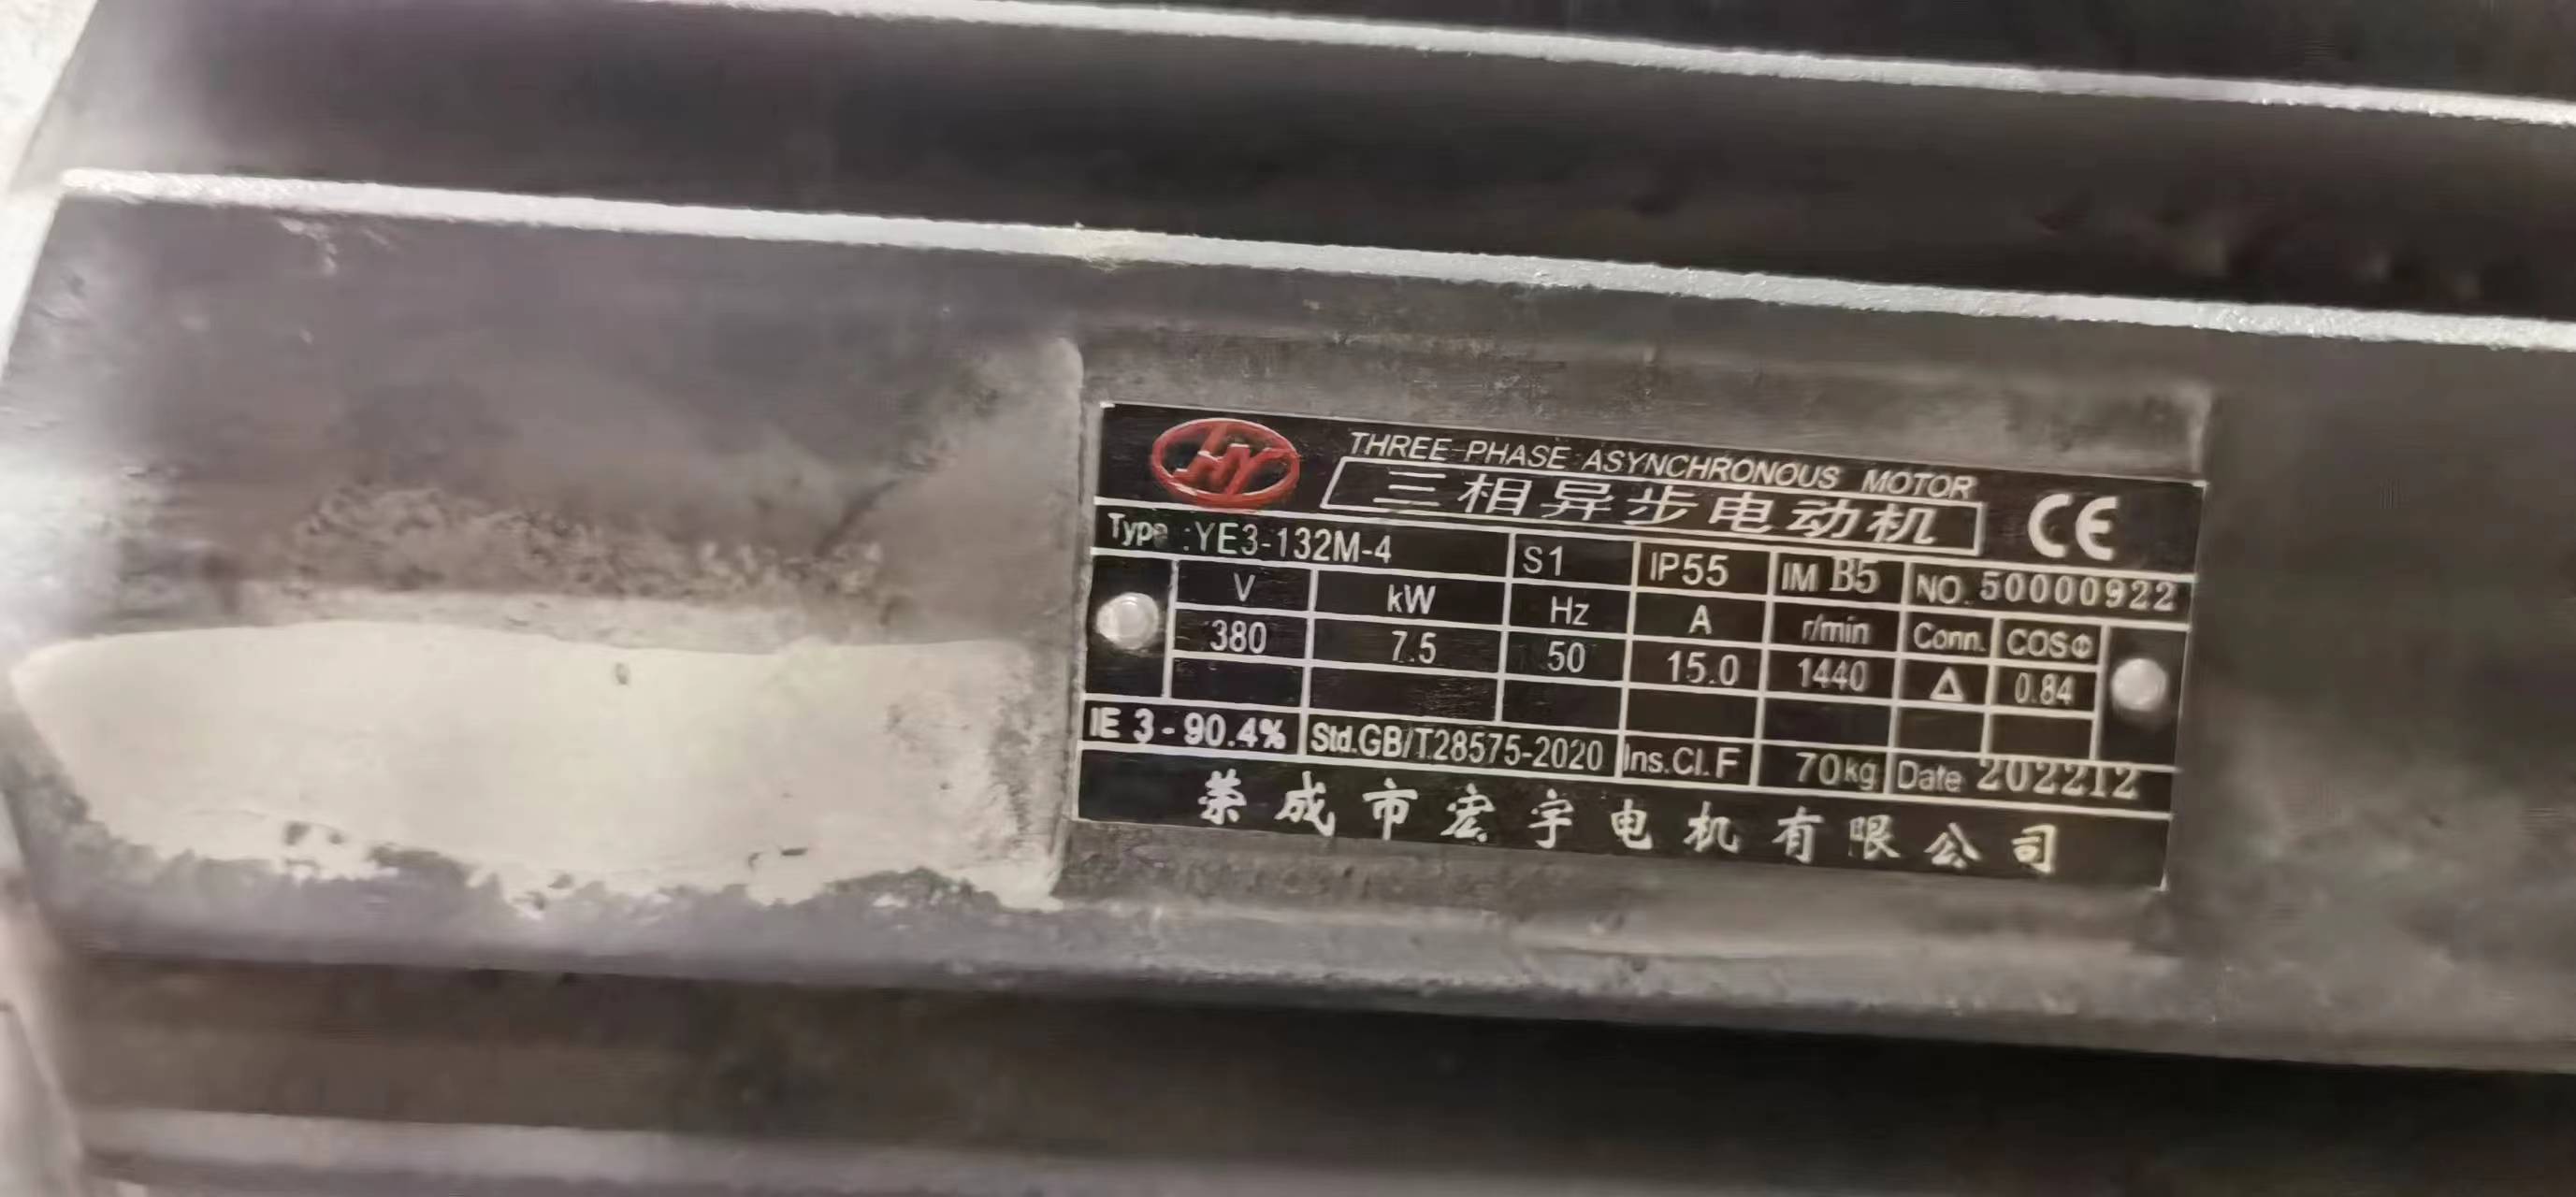 HY THREE-PHASE ASYNCHRONOUS MOTOR
三相异步电动机 CE
Type :YE3-132M-4 S1 IP55 IM B5 NO. 50000922
V kW Hz A r/min Conn. COSΦ
380 7.5 50 15.0 1440 Δ 0.84
IE 3-90.4% Std.GB/T28575-2020 Ins.Cl.F 70kg Date 202212
荣成市宏宇电机有限公司